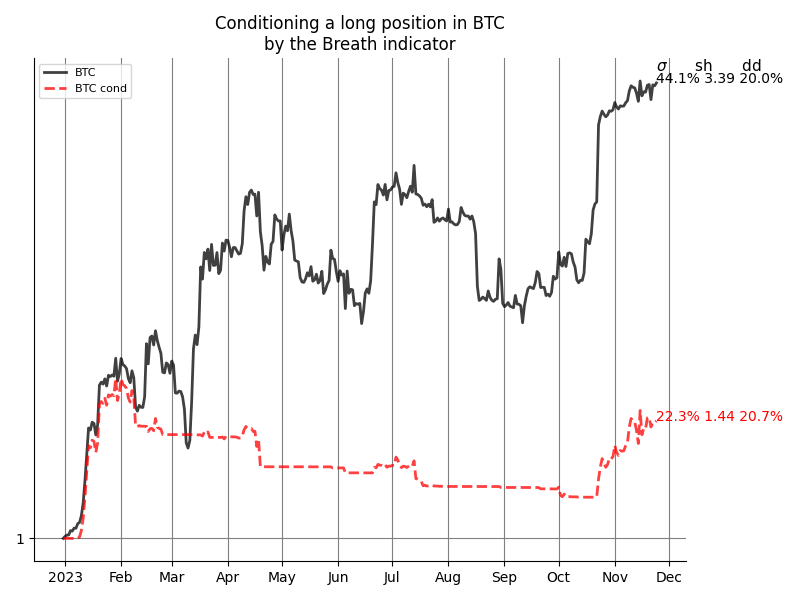 Conditioning a long position in BTC
by the Breath indicator
BTC
BTC cond
σ sh dd
44.1% 3.39 20.0%
22.3% 1.44 20.7%
1
2023 Feb Mar Apr May Jun Jul Aug Sep Oct Nov Dec